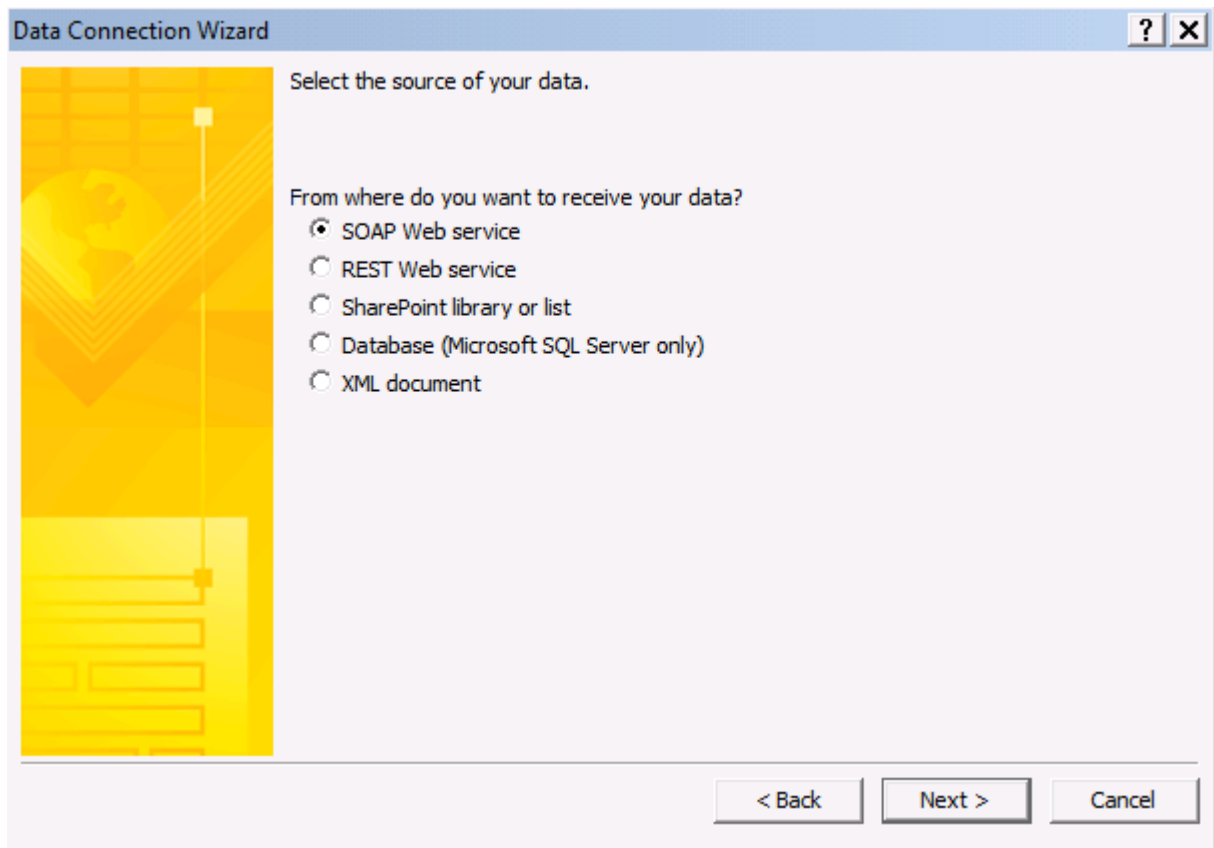 Data Connection Wizard
?
Select the source of your data.
From where do you want to receive your data?
SOAP Web service
REST Web service
SharePoint library or list
Database (Microsoft SQL Server only)
XML document
< Back Next > Cancel